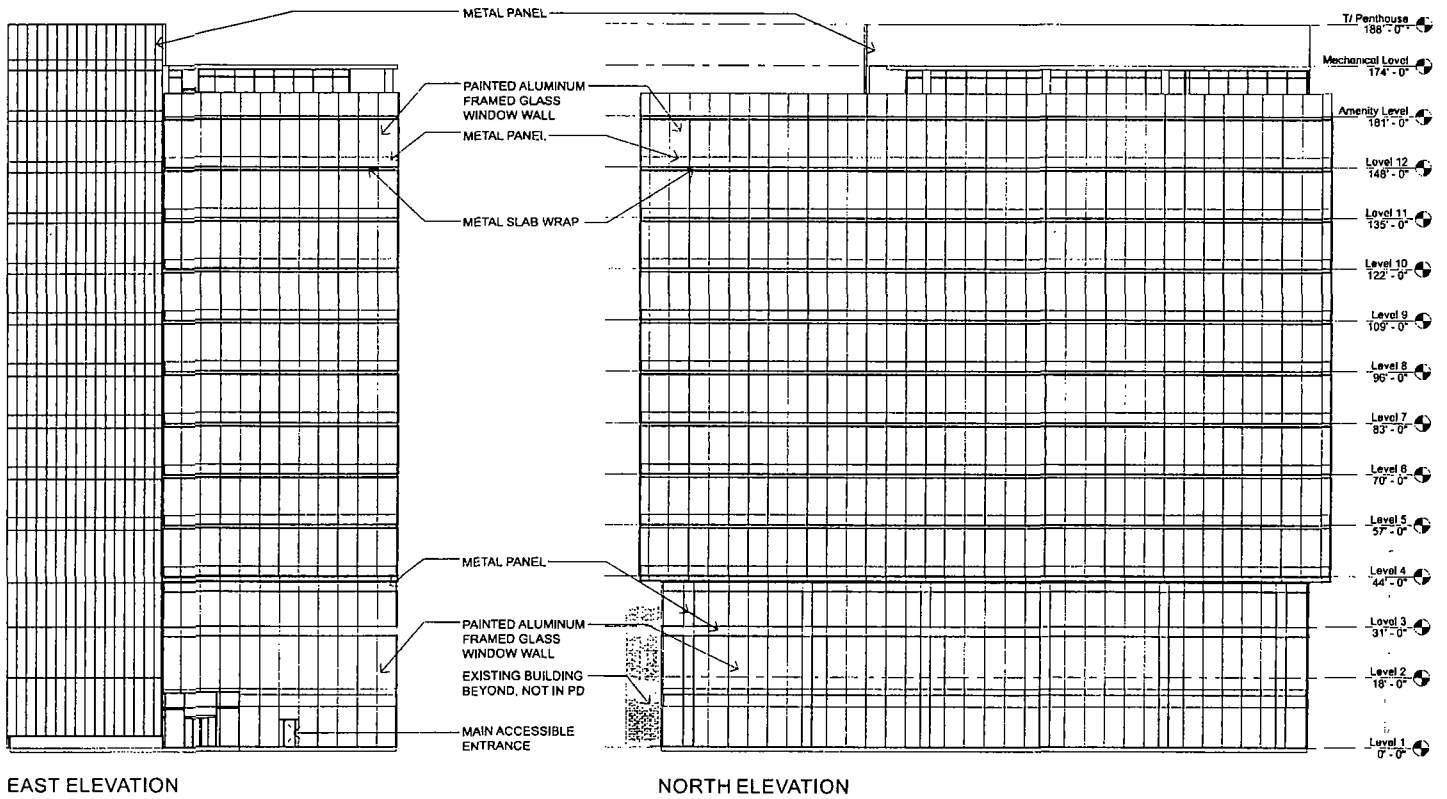 METAL PANEL
PAINTED ALUMINUM
FRAMED GLASS
WINDOW WALL
METAL PANEL
METAL SLAB WRAP
METAL PANEL
PAINTED ALUMINUM
FRAMED GLASS
WINDOW WALL
EXISTING BUILDING
BEYOND, NOT IN PD
MAIN ACCESSIBLE
ENTRANCE
T/ Penthouse
188' - 0"
Mechanical Level
174' - 0"
Amenity Level
181' - 0"
Level 12
148' - 0"
Level 11
135' - 0"
Level 10
122' - 0"
Level 9
109' - 0"
Level 8
96' - 0"
Level 7
83' - 0"
Level 6
70' - 0"
Level 5
57' - 0"
Level 4
44' - 0"
Level 3
31' - 0"
Level 2
18' - 0"
Level 1
0' - 0"
EAST ELEVATION
NORTH ELEVATION